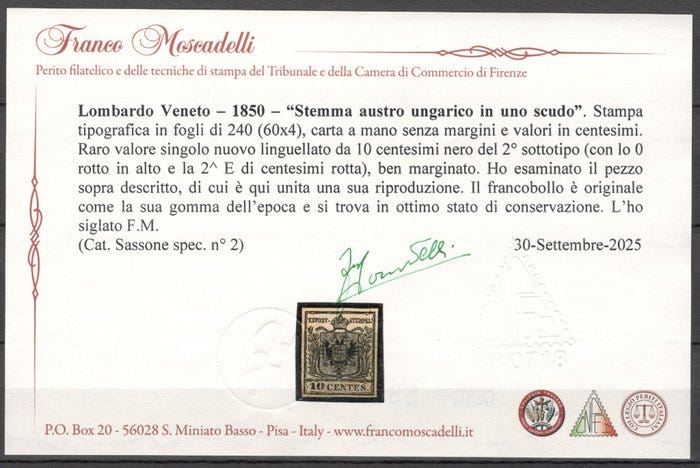 Franco Moscadelli
Perito filatelico e delle tecniche di stampa del Tribunale e della Camera di Commercio di Firenze
Lombardo Veneto – 1850 – “Stemma austro ungarico in uno scudo”. Stampa
tipografica in fogli di 240 (60x4), carta a mano senza margini e valori in centesimi.
Raro valore singolo nuovo linguellato da 10 centesimi nero del 2° sottotipo (con lo 0
rotto in alto e la 2^ E di centesimi rotta), ben marginato. Ho esaminato il pezzo
sopra descritto, di cui è qui unita una sua riproduzione. Il francobollo è originale
come la sua gomma dell’epoca e si trova in ottimo stato di conservazione. L’ho
siglato F.M.
(Cat. Sassone spec. n° 2)
30-Settembre-2025
KKPOST-STEMPEL
10 CENTES
P.O. Box 20 - 56028 S. Miniato Basso - Pisa - Italy - www.francomoscadelli.it